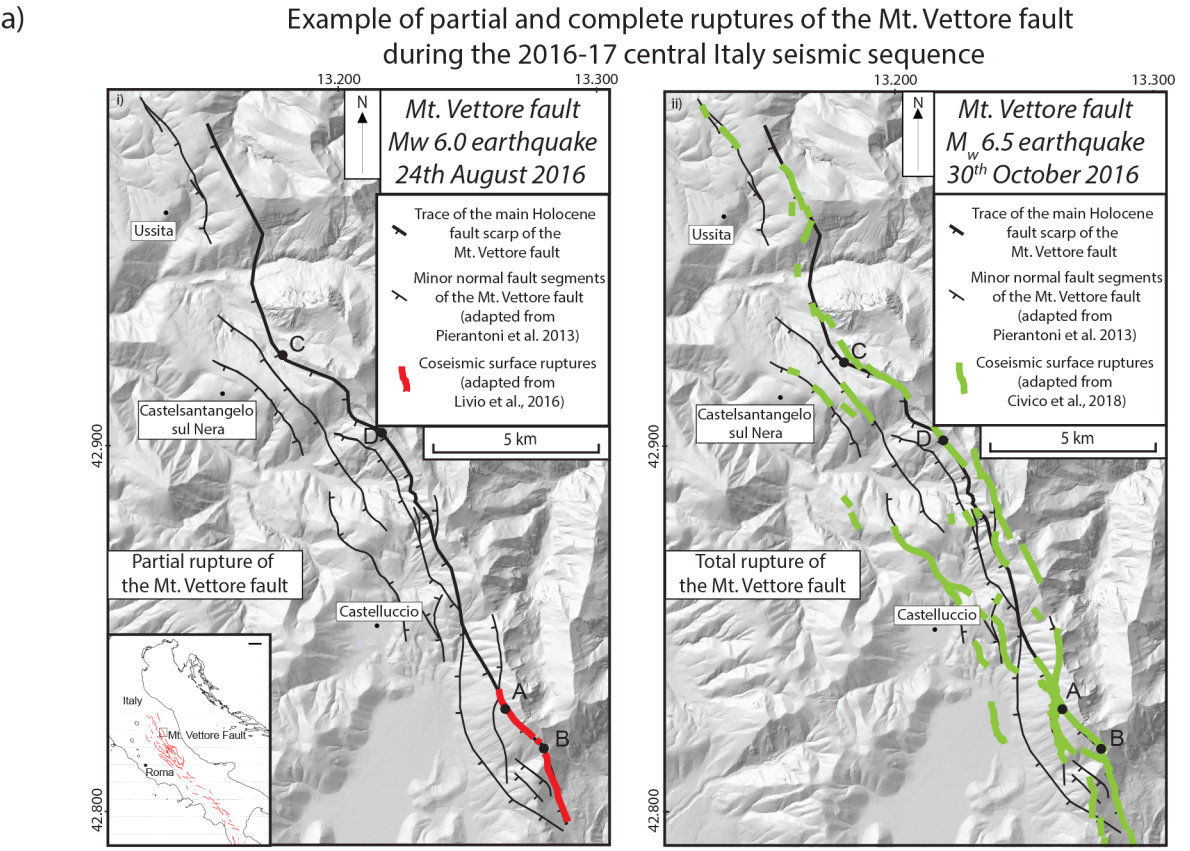 a)
Example of partial and complete ruptures of the Mt. Vettore fault
during the 2016-17 central Italy seismic sequence
13.200
13.300
i)
N
Mt. Vettore fault
Mw 6.0 earthquake
24th August 2016
Trace of the main Holocene
fault scarp of the
Mt. Vettore fault
Minor normal fault segments
of the Mt. Vettore fault
(adapted from
Pierantoni et al. 2013)
Coseismic surface ruptures
(adapted from
Livio et al., 2016)
5 km
Ussita
C
Castelsantangelo
sul Nera
D
42.900
Partial rupture of
the Mt. Vettore fault
Castelluccio
A
B
Italy
Mt. Vettore Fault
Roma
42.800
13.200
13.300
ii)
N
Mt. Vettore fault
Mw 6.5 earthquake
30th October 2016
Trace of the main Holocene
fault scarp of the
Mt. Vettore fault
Minor normal fault segments
of the Mt. Vettore fault
(adapted from
Pierantoni et al. 2013)
Coseismic surface ruptures
(adapted from
Civico et al., 2018)
5 km
Ussita
C
Castelsantangelo
sul Nera
D
42.900
Total rupture of
the Mt. Vettore fault
Castelluccio
A
B
42.800